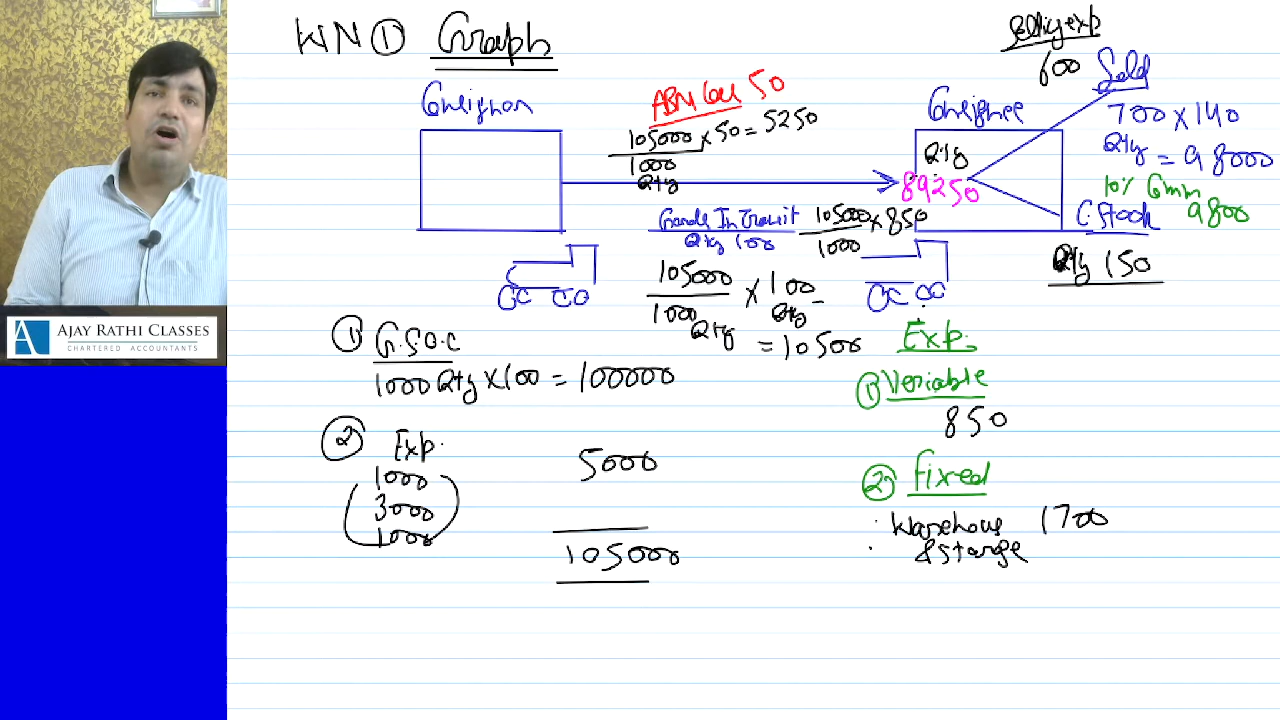 WN ① Graph
Selling exp
600
Sold
700 x 140
Qty = 98000
10% Comm
9800
Consignor
ABN Loss 50
105000 x 50 = 5250
1000
Qty
Consignee
Qty
89250
C. Stock
Qty 150
Goods In Transit
Qty 100
105000 x 850
1000
105000 x 100
1000 Qty
Qty
= 10500
AJAY RATHI CLASSES
CHARTERED ACCOUNTANTS
① G.S.O.C
1000 Qty x 100 = 100000
② Exp.
1000
3000
1000
5000
105000
Exp.
① Variable
850
② Fixed
Warehouse 1700
& Storage